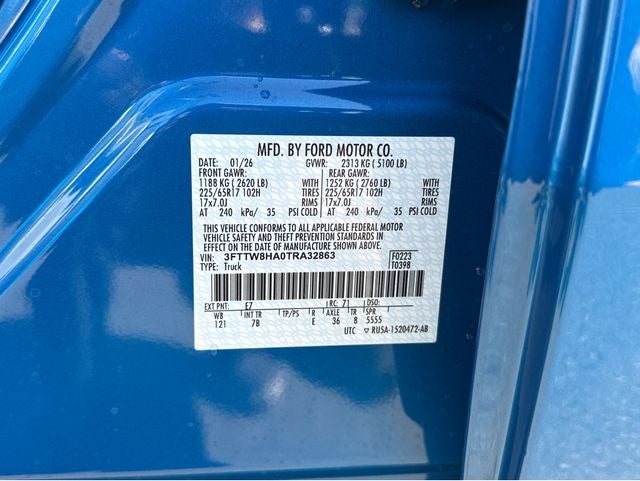 MFD. BY FORD MOTOR CO.
DATE: 01/26 GVWR: 2313 KG ( 5100 LB)
FRONT GAWR: REAR GAWR:
1188 KG ( 2620 LB) WITH 1252 KG ( 2760 LB) WITH
225/65R17 102H TIRES 225/65R17 102H TIRES
17x7.0J RIMS 17x7.0J RIMS
AT 240 kPa/ 35 PSI COLD AT 240 kPa/ 35 PSI COLD
THIS VEHICLE CONFORMS TO ALL APPLICABLE FEDERAL MOTOR
VEHICLE SAFETY AND BUMPER AND THEFT PREVENTION STANDARDS
IN EFFECT ON THE DATE OF MANUFACTURE SHOWN ABOVE.
VIN: 3FTTW8HA0TRA32863 F0223
TYPE: Truck T0398
EXT PNT: E7 RC: 71 DSO:
WB INT TR TP/PS R AXLE TR SPR
121 7B E 36 8 5555
UTC ▽ RU5A-1520472-AB